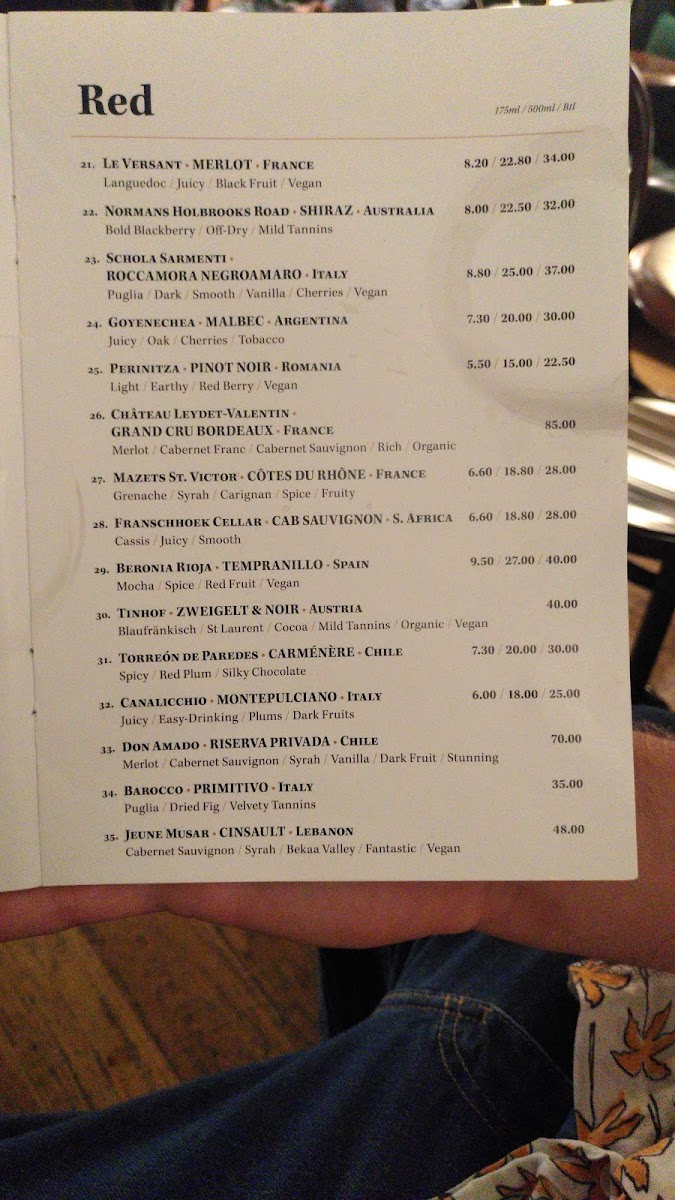 Red
175ml / 500ml / Btl
21. LE VERSANT • MERLOT • FRANCE 8.20 / 22.80 / 34.00
Languedoc / Juicy / Black Fruit / Vegan
22. NORMANS HOLBROOKS ROAD • SHIRAZ • AUSTRALIA 8.00 / 22.50 / 32.00
Bold Blackberry / Off-Dry / Mild Tannins
23. SCHOLA SARMENTI •
ROCCAMORA NEGROAMARO • ITALY 8.80 / 25.00 / 37.00
Puglia / Dark / Smooth / Vanilla / Cherries / Vegan
24. GOYENECHEA • MALBEC • ARGENTINA 7.30 / 20.00 / 30.00
Juicy / Oak / Cherries / Tobacco
25. PERINITZA • PINOT NOIR • ROMANIA 5.50 / 15.00 / 22.50
Light / Earthy / Red Berry / Vegan
26. CHÂTEAU LEYDET-VALENTIN •
GRAND CRU BORDEAUX • FRANCE 85.00
Merlot / Cabernet Franc / Cabernet Sauvignon / Rich / Organic
27. MAZETS ST. VICTOR • CÔTES DU RHÔNE • FRANCE 6.60 / 18.80 / 28.00
Grenache / Syrah / Carignan / Spice / Fruity
28. FRANSCHHOEK CELLAR • CAB SAUVIGNON • S. AFRICA 6.60 / 18.80 / 28.00
Cassis / Juicy / Smooth
29. BERONIA RIOJA • TEMPRANILLO • SPAIN 9.50 / 27.00 / 40.00
Mocha / Spice / Red Fruit / Vegan
30. TINHOF • ZWEIGELT & NOIR • AUSTRIA 40.00
Blaufränkisch / St Laurent / Cocoa / Mild Tannins / Organic / Vegan
31. TORREÓN DE PAREDES • CARMÉNÈRE • CHILE 7.30 / 20.00 / 30.00
Spicy / Red Plum / Silky Chocolate
32. CANALICCHIO • MONTEPULCIANO • ITALY 6.00 / 18.00 / 25.00
Juicy / Easy-Drinking / Plums / Dark Fruits
33. DON AMADO • RISERVA PRIVADA • CHILE 70.00
Merlot / Cabernet Sauvignon / Syrah / Vanilla / Dark Fruit / Stunning
34. BAROCCO • PRIMITIVO • ITALY 35.00
Puglia / Dried Fig / Velvety Tannins
35. JEUNE MUSAR • CINSAULT • LEBANON 48.00
Cabernet Sauvignon / Syrah / Bekaa Valley / Fantastic / Vegan